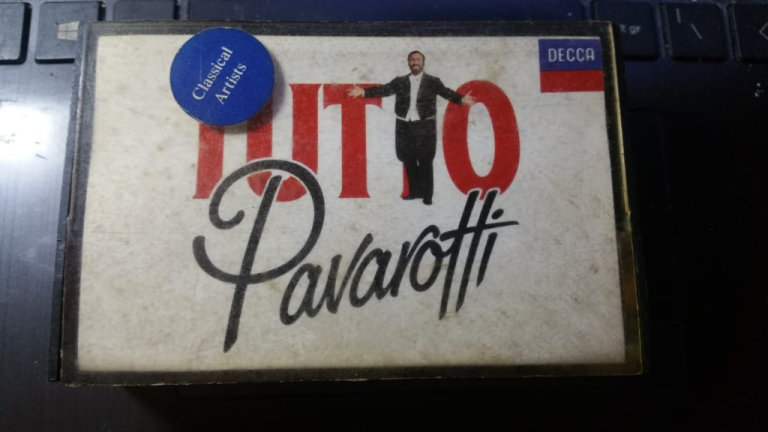 Classical
Artists
DECCA
TUTTO
Pavarotti